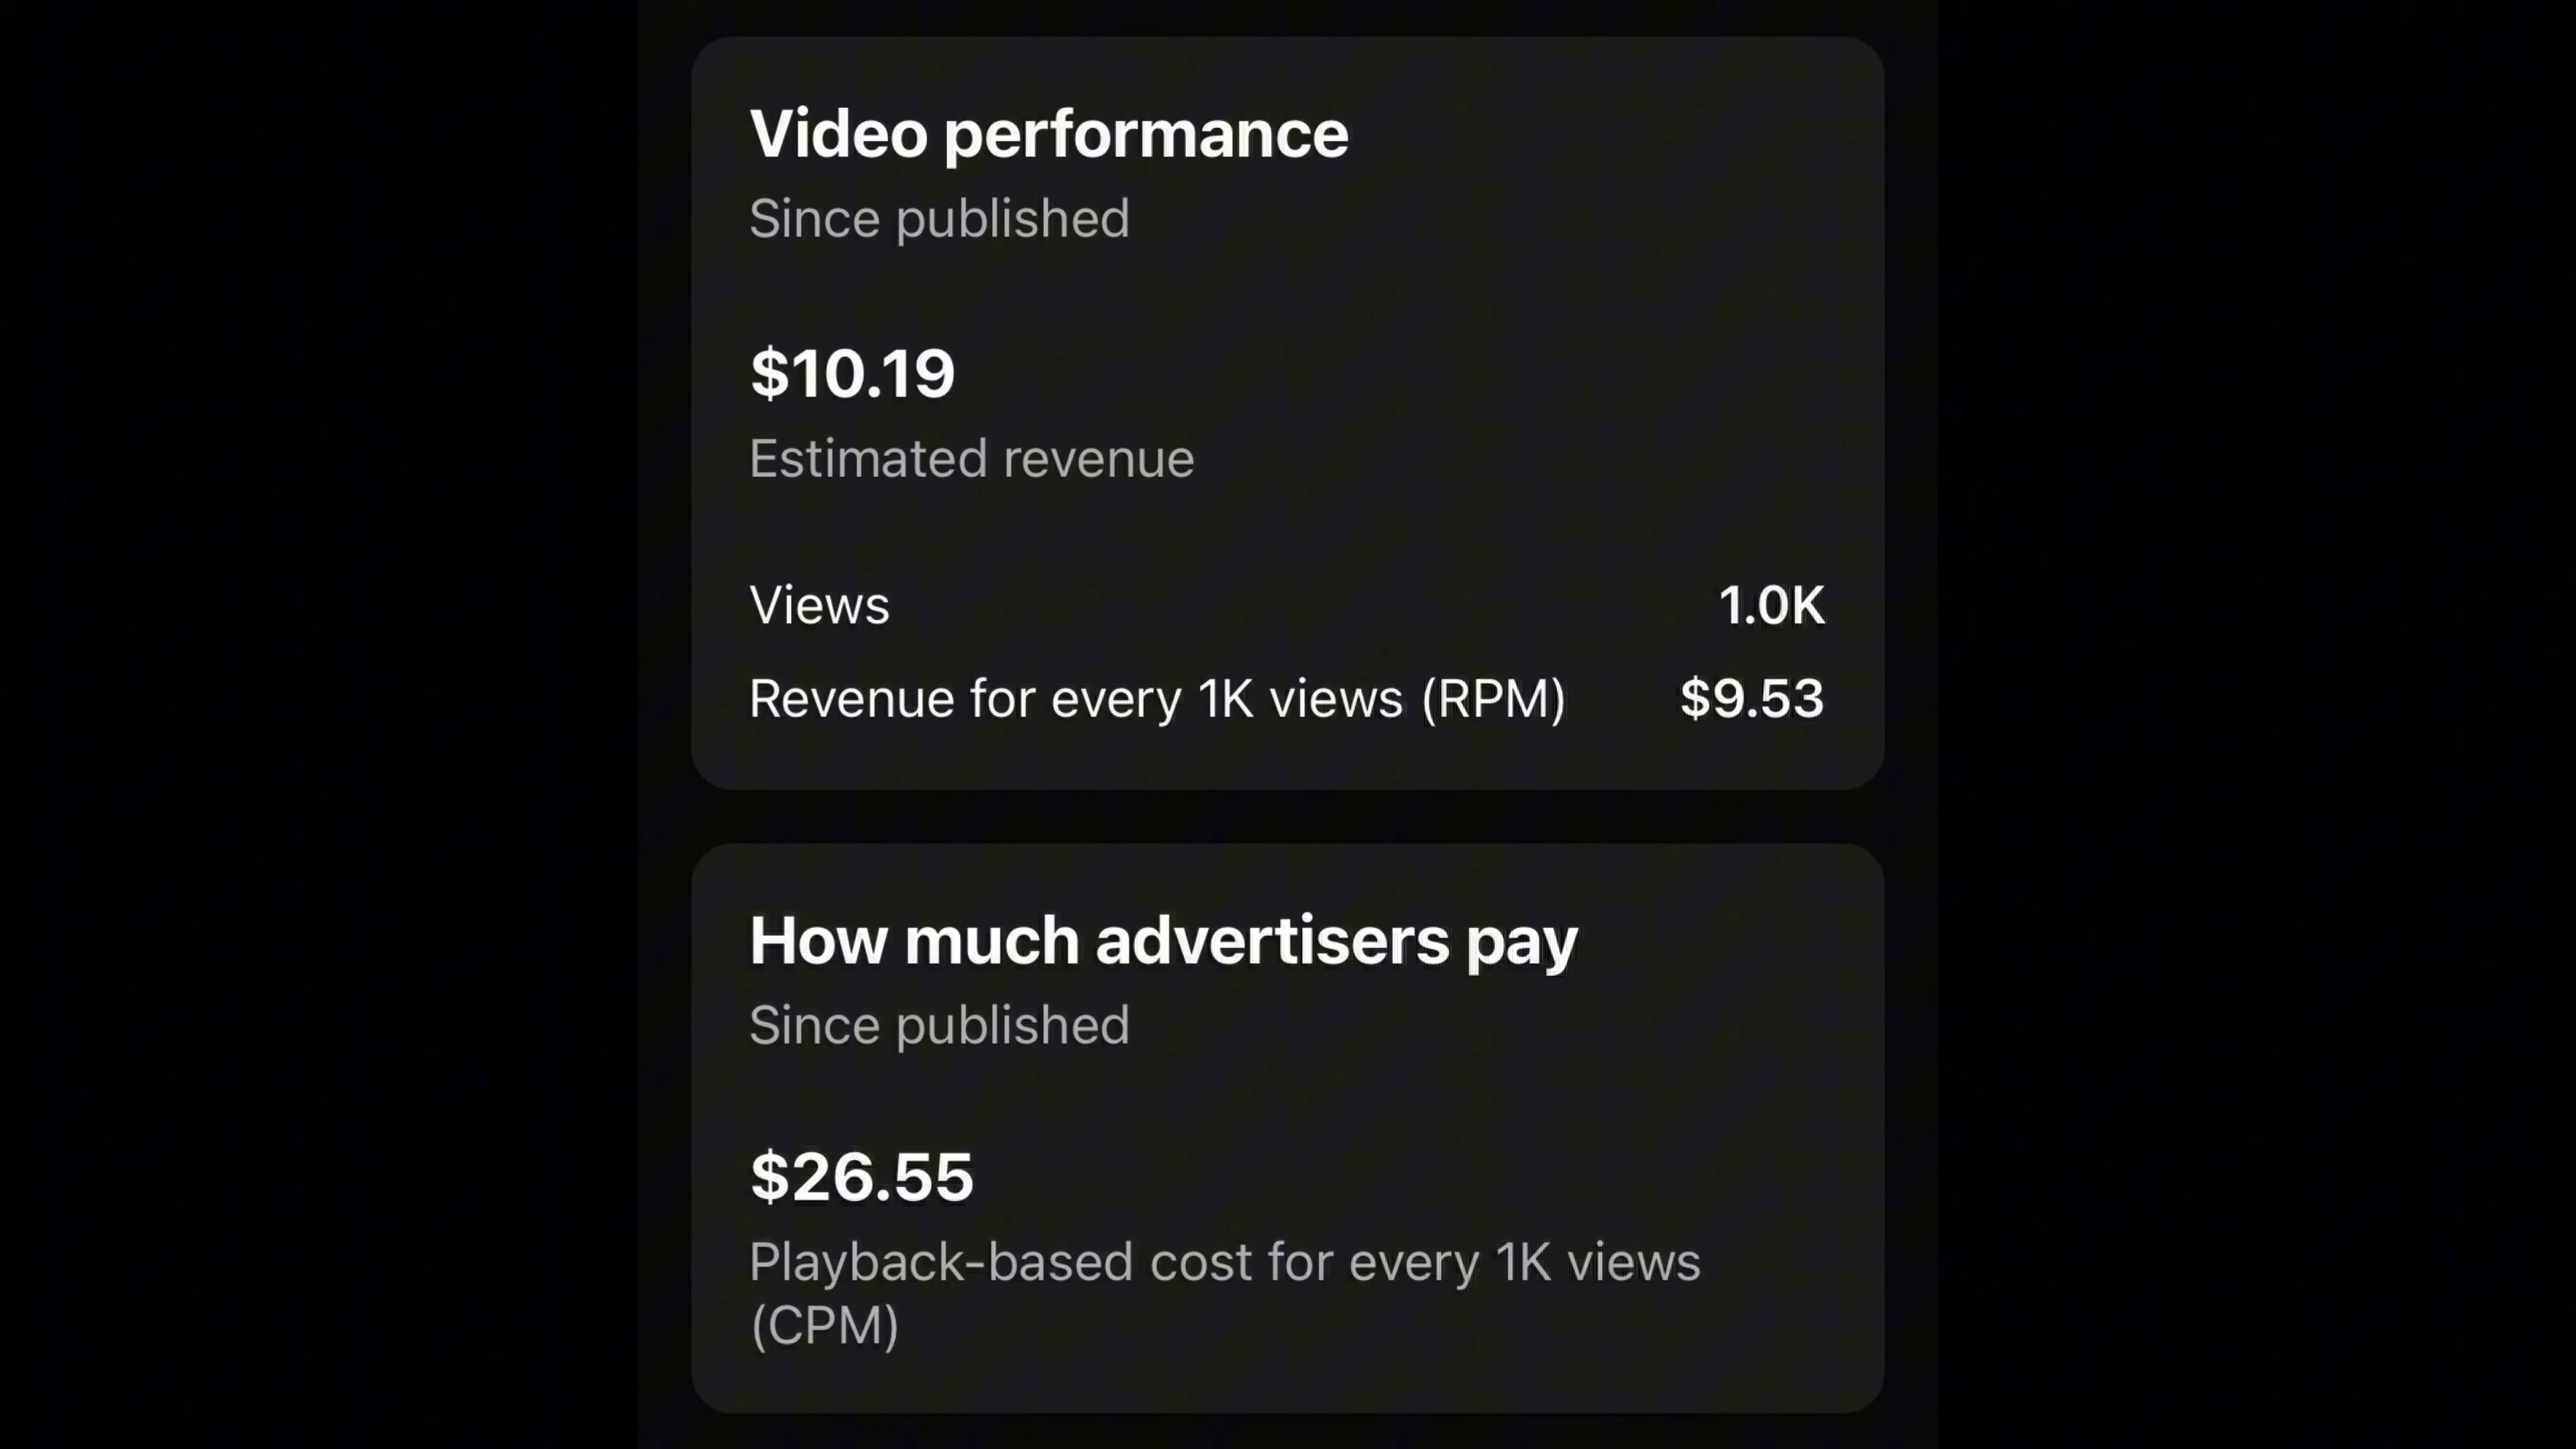 Video performance
Since published
$10.19
Estimated revenue
Views 1.0K
Revenue for every 1K views (RPM) $9.53
How much advertisers pay
Since published
$26.55
Playback-based cost for every 1K views
(CPM)